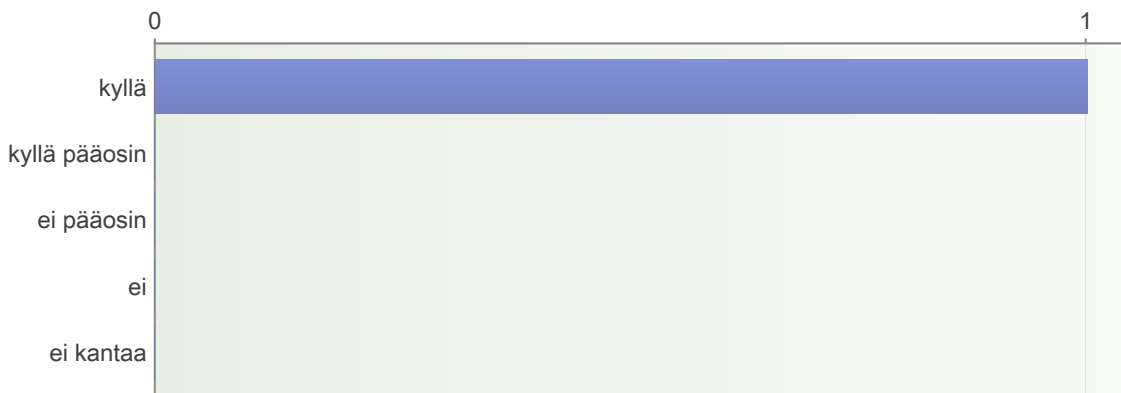 0 1
kyllä
kyllä pääosin
ei pääosin
ei
ei kantaa